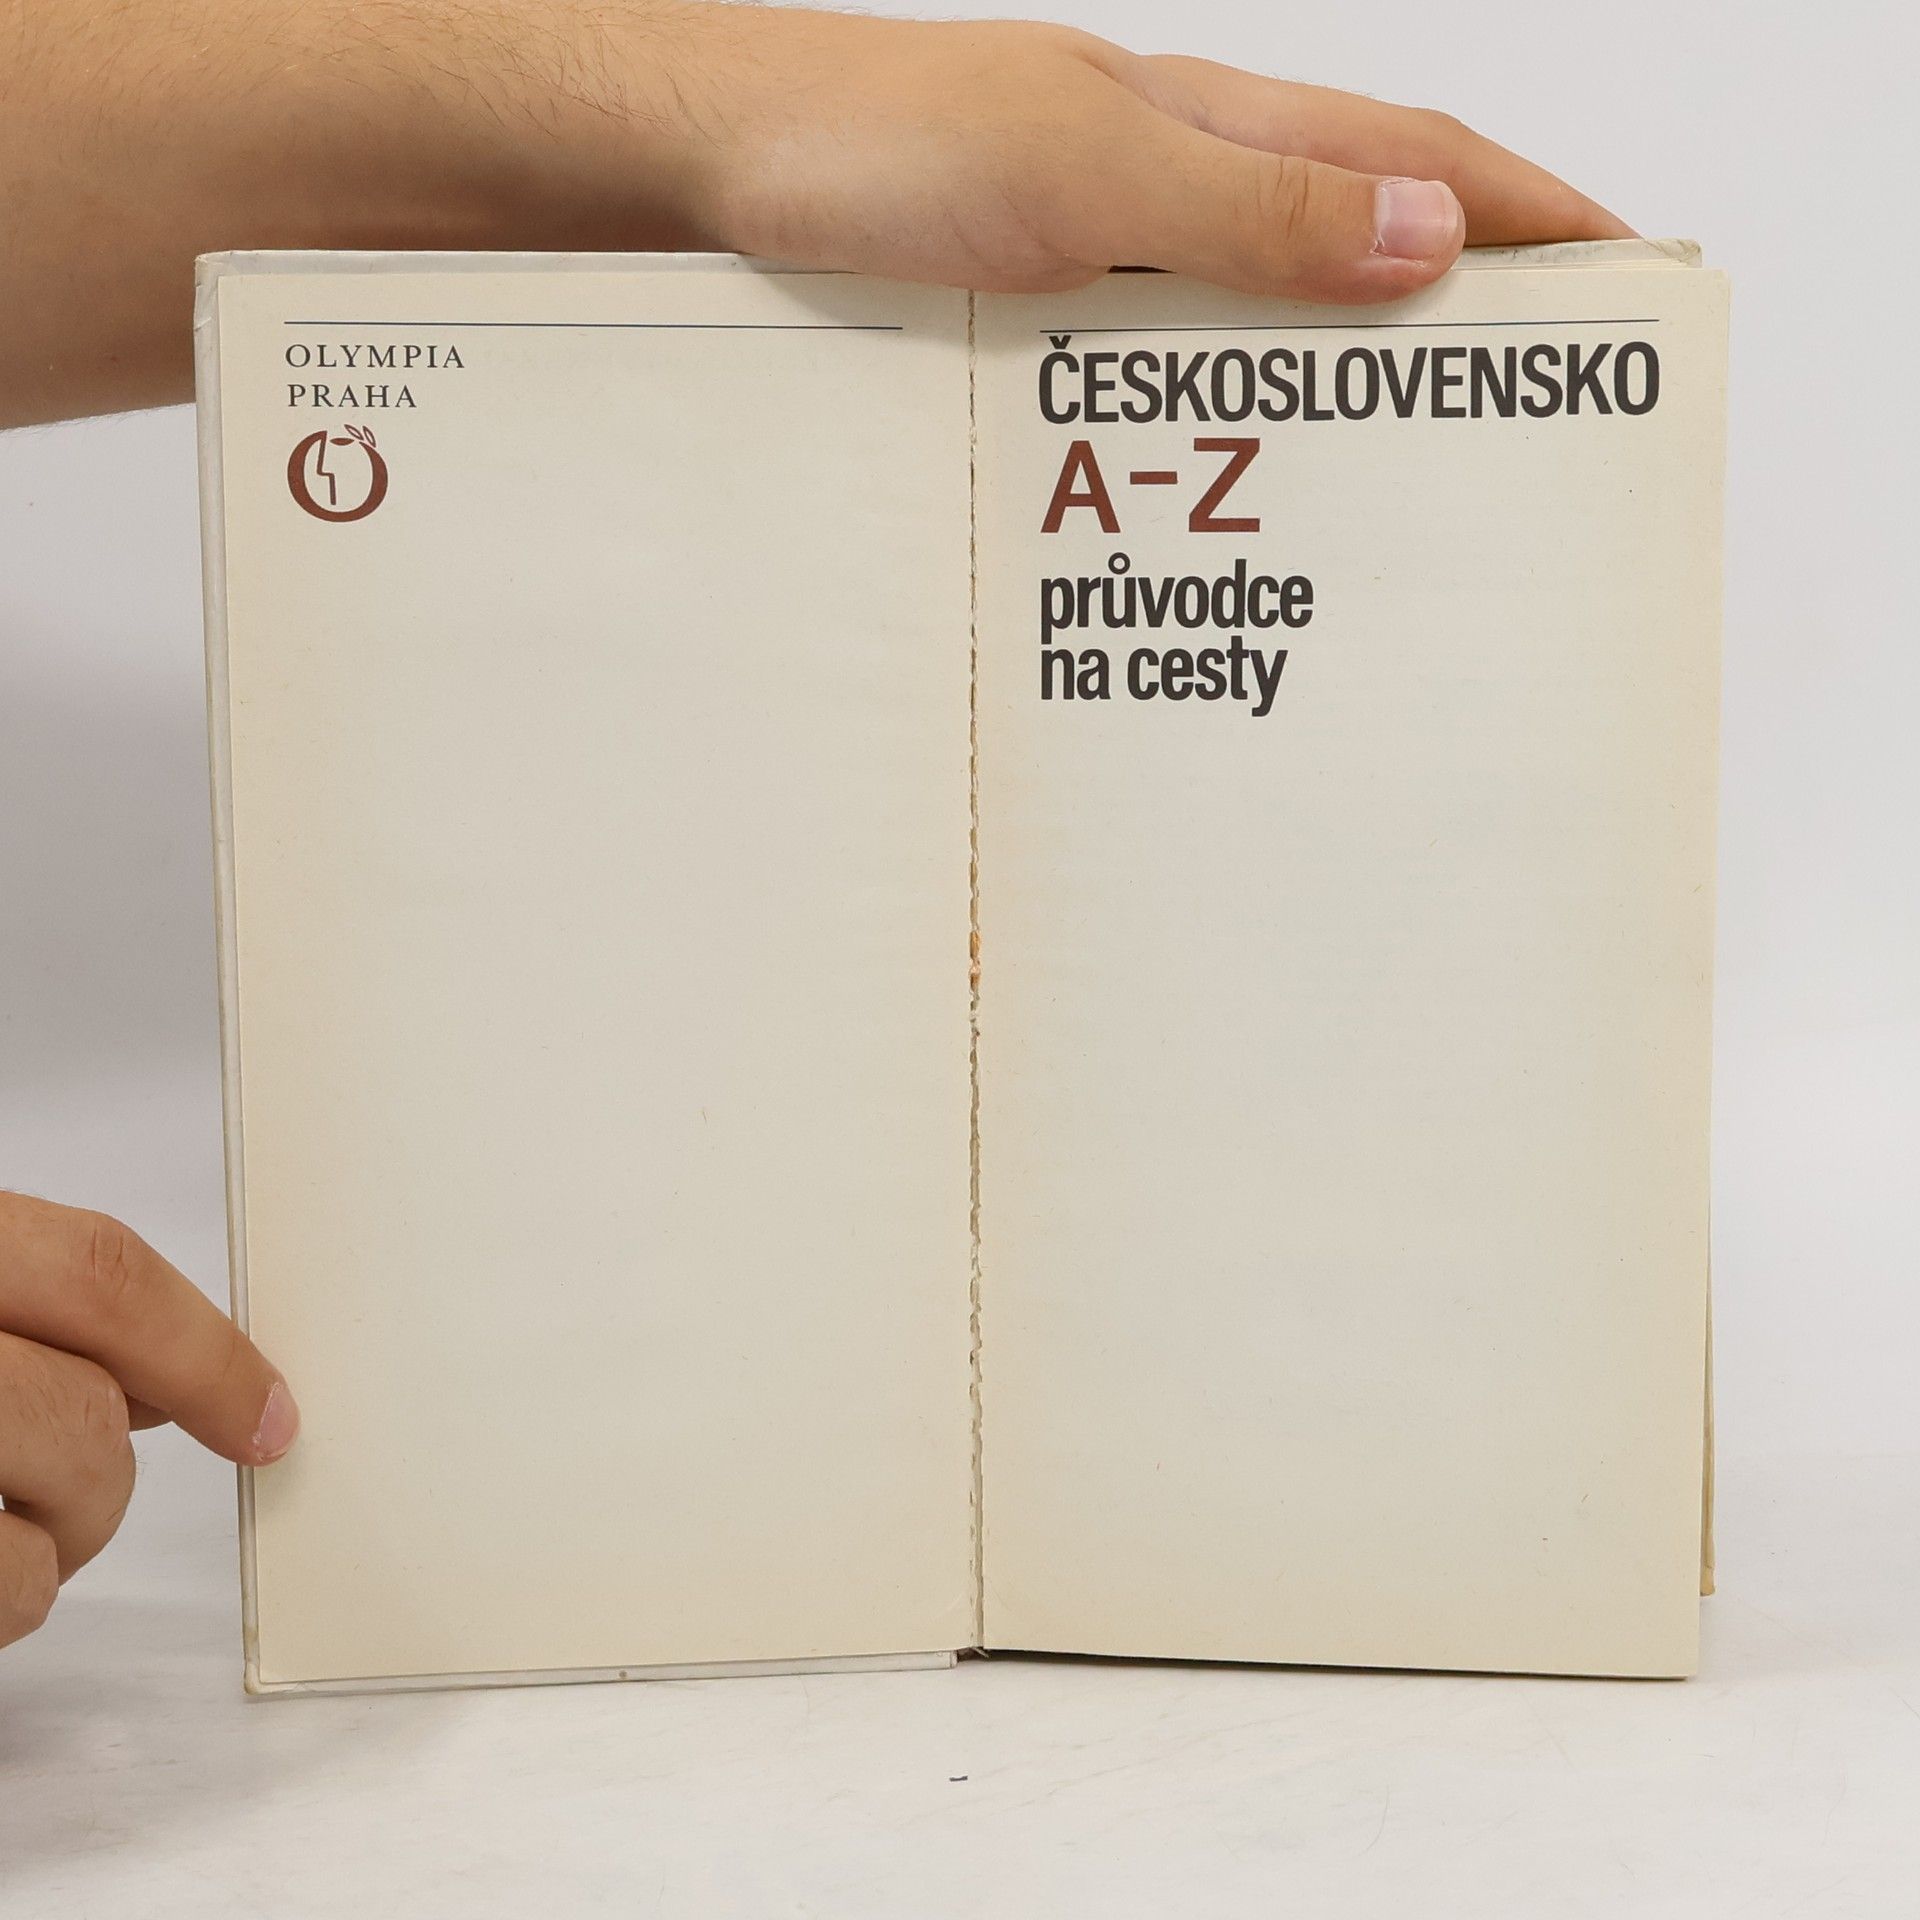 OLYMPIA
PRAHA
ČESKOSLOVENSKO
A–Z
průvodce
na cesty